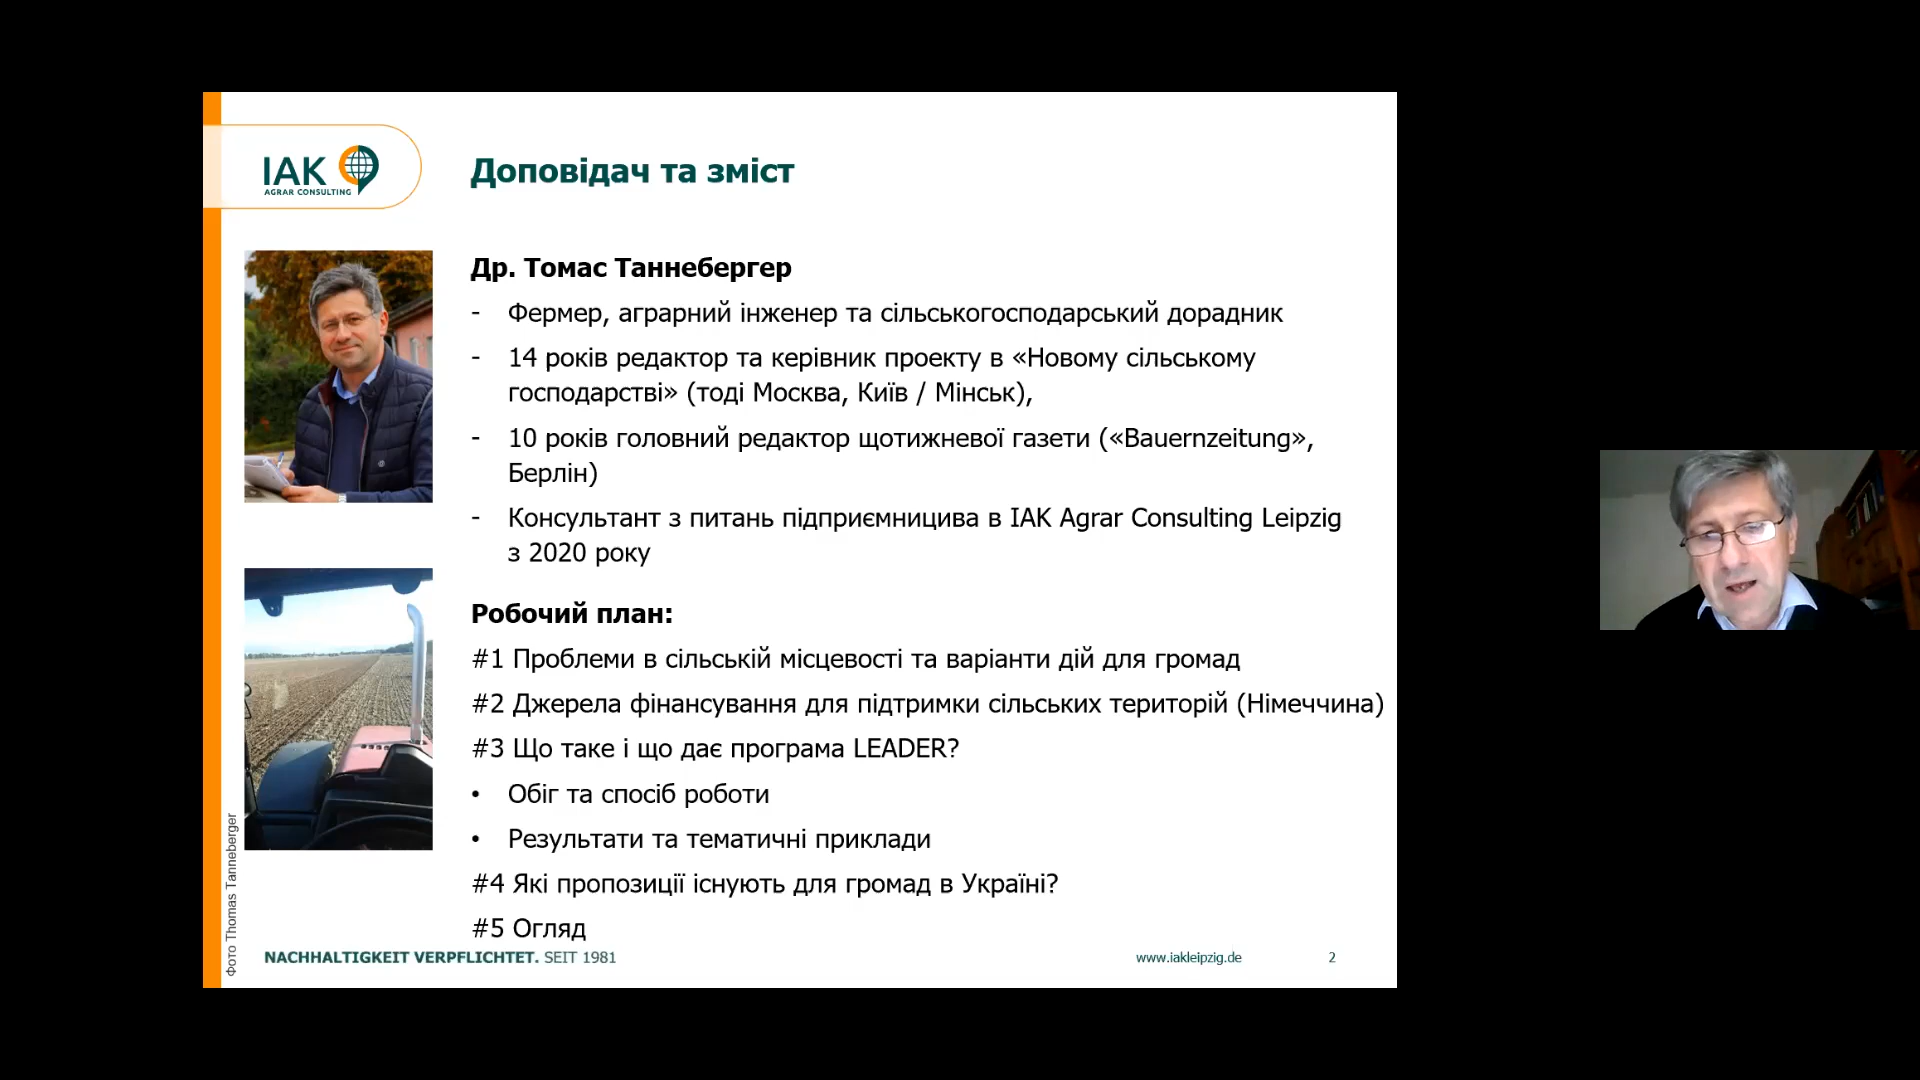 IAK
AGRAR CONSULTING
Доповідач та зміст
Др. Томас Таннебергер
- Фермер, аграрний інженер та сільськогосподарський дорадник
- 14 років редактор та керівник проекту в «Новому сільському
господарстві» (тоді Москва, Київ / Мінськ),
- 10 років головний редактор щотижневої газети («Bauernzeitung»,
Берлін)
- Консультант з питань підприємницива в IAK Agrar Consulting Leipzig
з 2020 року
Робочий план:
#1 Проблеми в сільській місцевості та варіанти дій для громад
#2 Джерела фінансування для підтримки сільських територій (Німеччина)
#3 Що таке і що дає програма LEADER?
• Обіг та спосіб роботи
• Результати та тематичні приклади
#4 Які пропозиції існують для громад в Україні?
#5 Огляд
Фото Thomas Tanneberger
NACHHALTIGKEIT VERPFLICHTET. SEIT 1981
www.iakleipzig.de
2